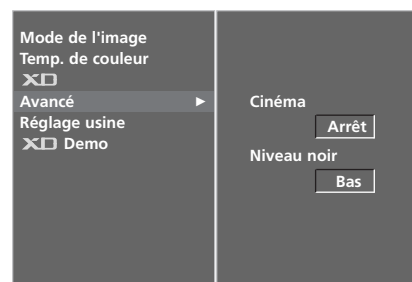 Mode de l'image
Temp. de couleur
XD
Avancé ►
Réglage usine
XD Demo
Cinéma
Arrêt
Niveau noir
Bas